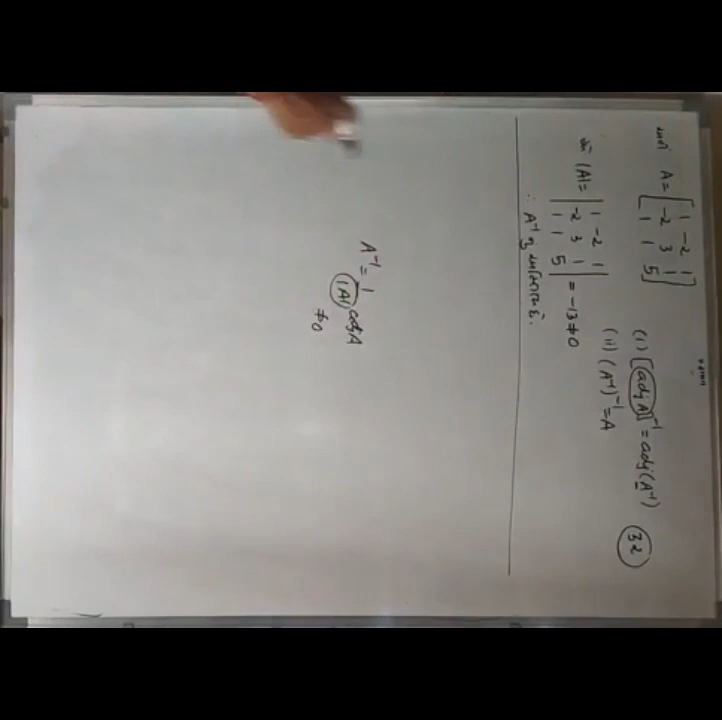 A = [ 1 -2 1
-2 3 1
1 1 5 ]
(i) [adj A]⁻¹ = adj (A⁻¹)
(ii) (A⁻¹)⁻¹ = A
32
|A| = | 1 -2 1
-2 3 1
1 1 5 | = -13 ≠ 0
∴ A⁻¹
A⁻¹ = 1
|A| adj A
≠ 0